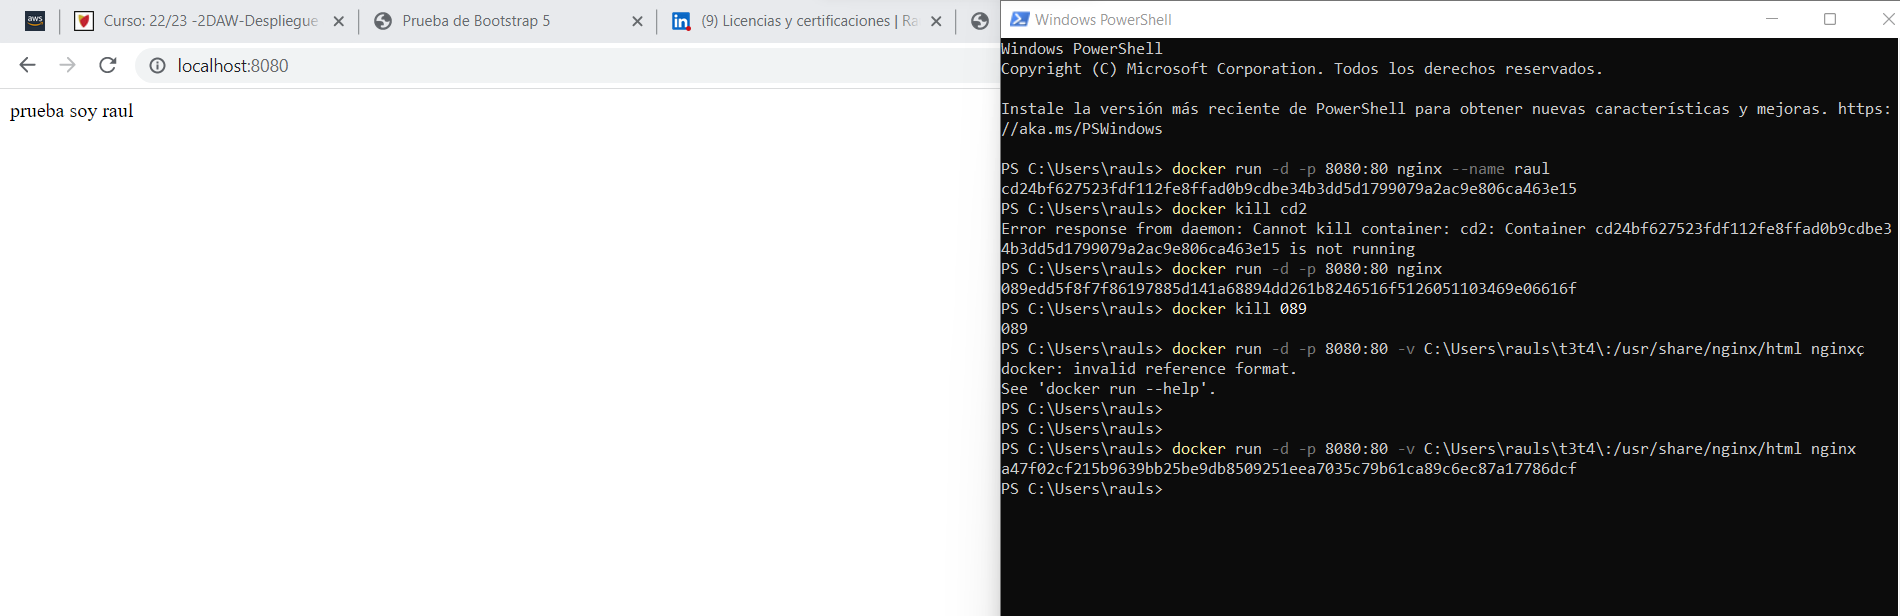 aws
Curso: 22/23 -2DAW-Despliegue
Prueba de Bootstrap 5
in
(9) Licencias y certificaciones | Ra
localhost:8080
prueba soy raul
Windows PowerShell
Windows PowerShell
Copyright (C) Microsoft Corporation. Todos los derechos reservados.
Instale la versión más reciente de PowerShell para obtener nuevas características y mejoras. https:
//aka.ms/PSWindows
PS C:\Users\rauls> docker run -d -p 8080:80 nginx --name raul
cd24bf627523fdf112fe8ffad0b9cdbe34b3dd5d1799079a2ac9e806ca463e15
PS C:\Users\rauls> docker kill cd2
Error response from daemon: Cannot kill container: cd2: Container cd24bf627523fdf112fe8ffad0b9cdbe3
4b3dd5d1799079a2ac9e806ca463e15 is not running
PS C:\Users\rauls> docker run -d -p 8080:80 nginx
089edd5f8f7f86197885d141a68894dd261b8246516f5126051103469e06616f
PS C:\Users\rauls> docker kill 089
089
PS C:\Users\rauls> docker run -d -p 8080:80 -v C:\Users\rauls\t3t4\:/usr/share/nginx/html nginxç
docker: invalid reference format.
See 'docker run --help'.
PS C:\Users\rauls>
PS C:\Users\rauls>
PS C:\Users\rauls> docker run -d -p 8080:80 -v C:\Users\rauls\t3t4\:/usr/share/nginx/html nginx
a47f02cf215b9639bb25be9db8509251eea7035c79b61ca89c6ec87a17786dcf
PS C:\Users\rauls>